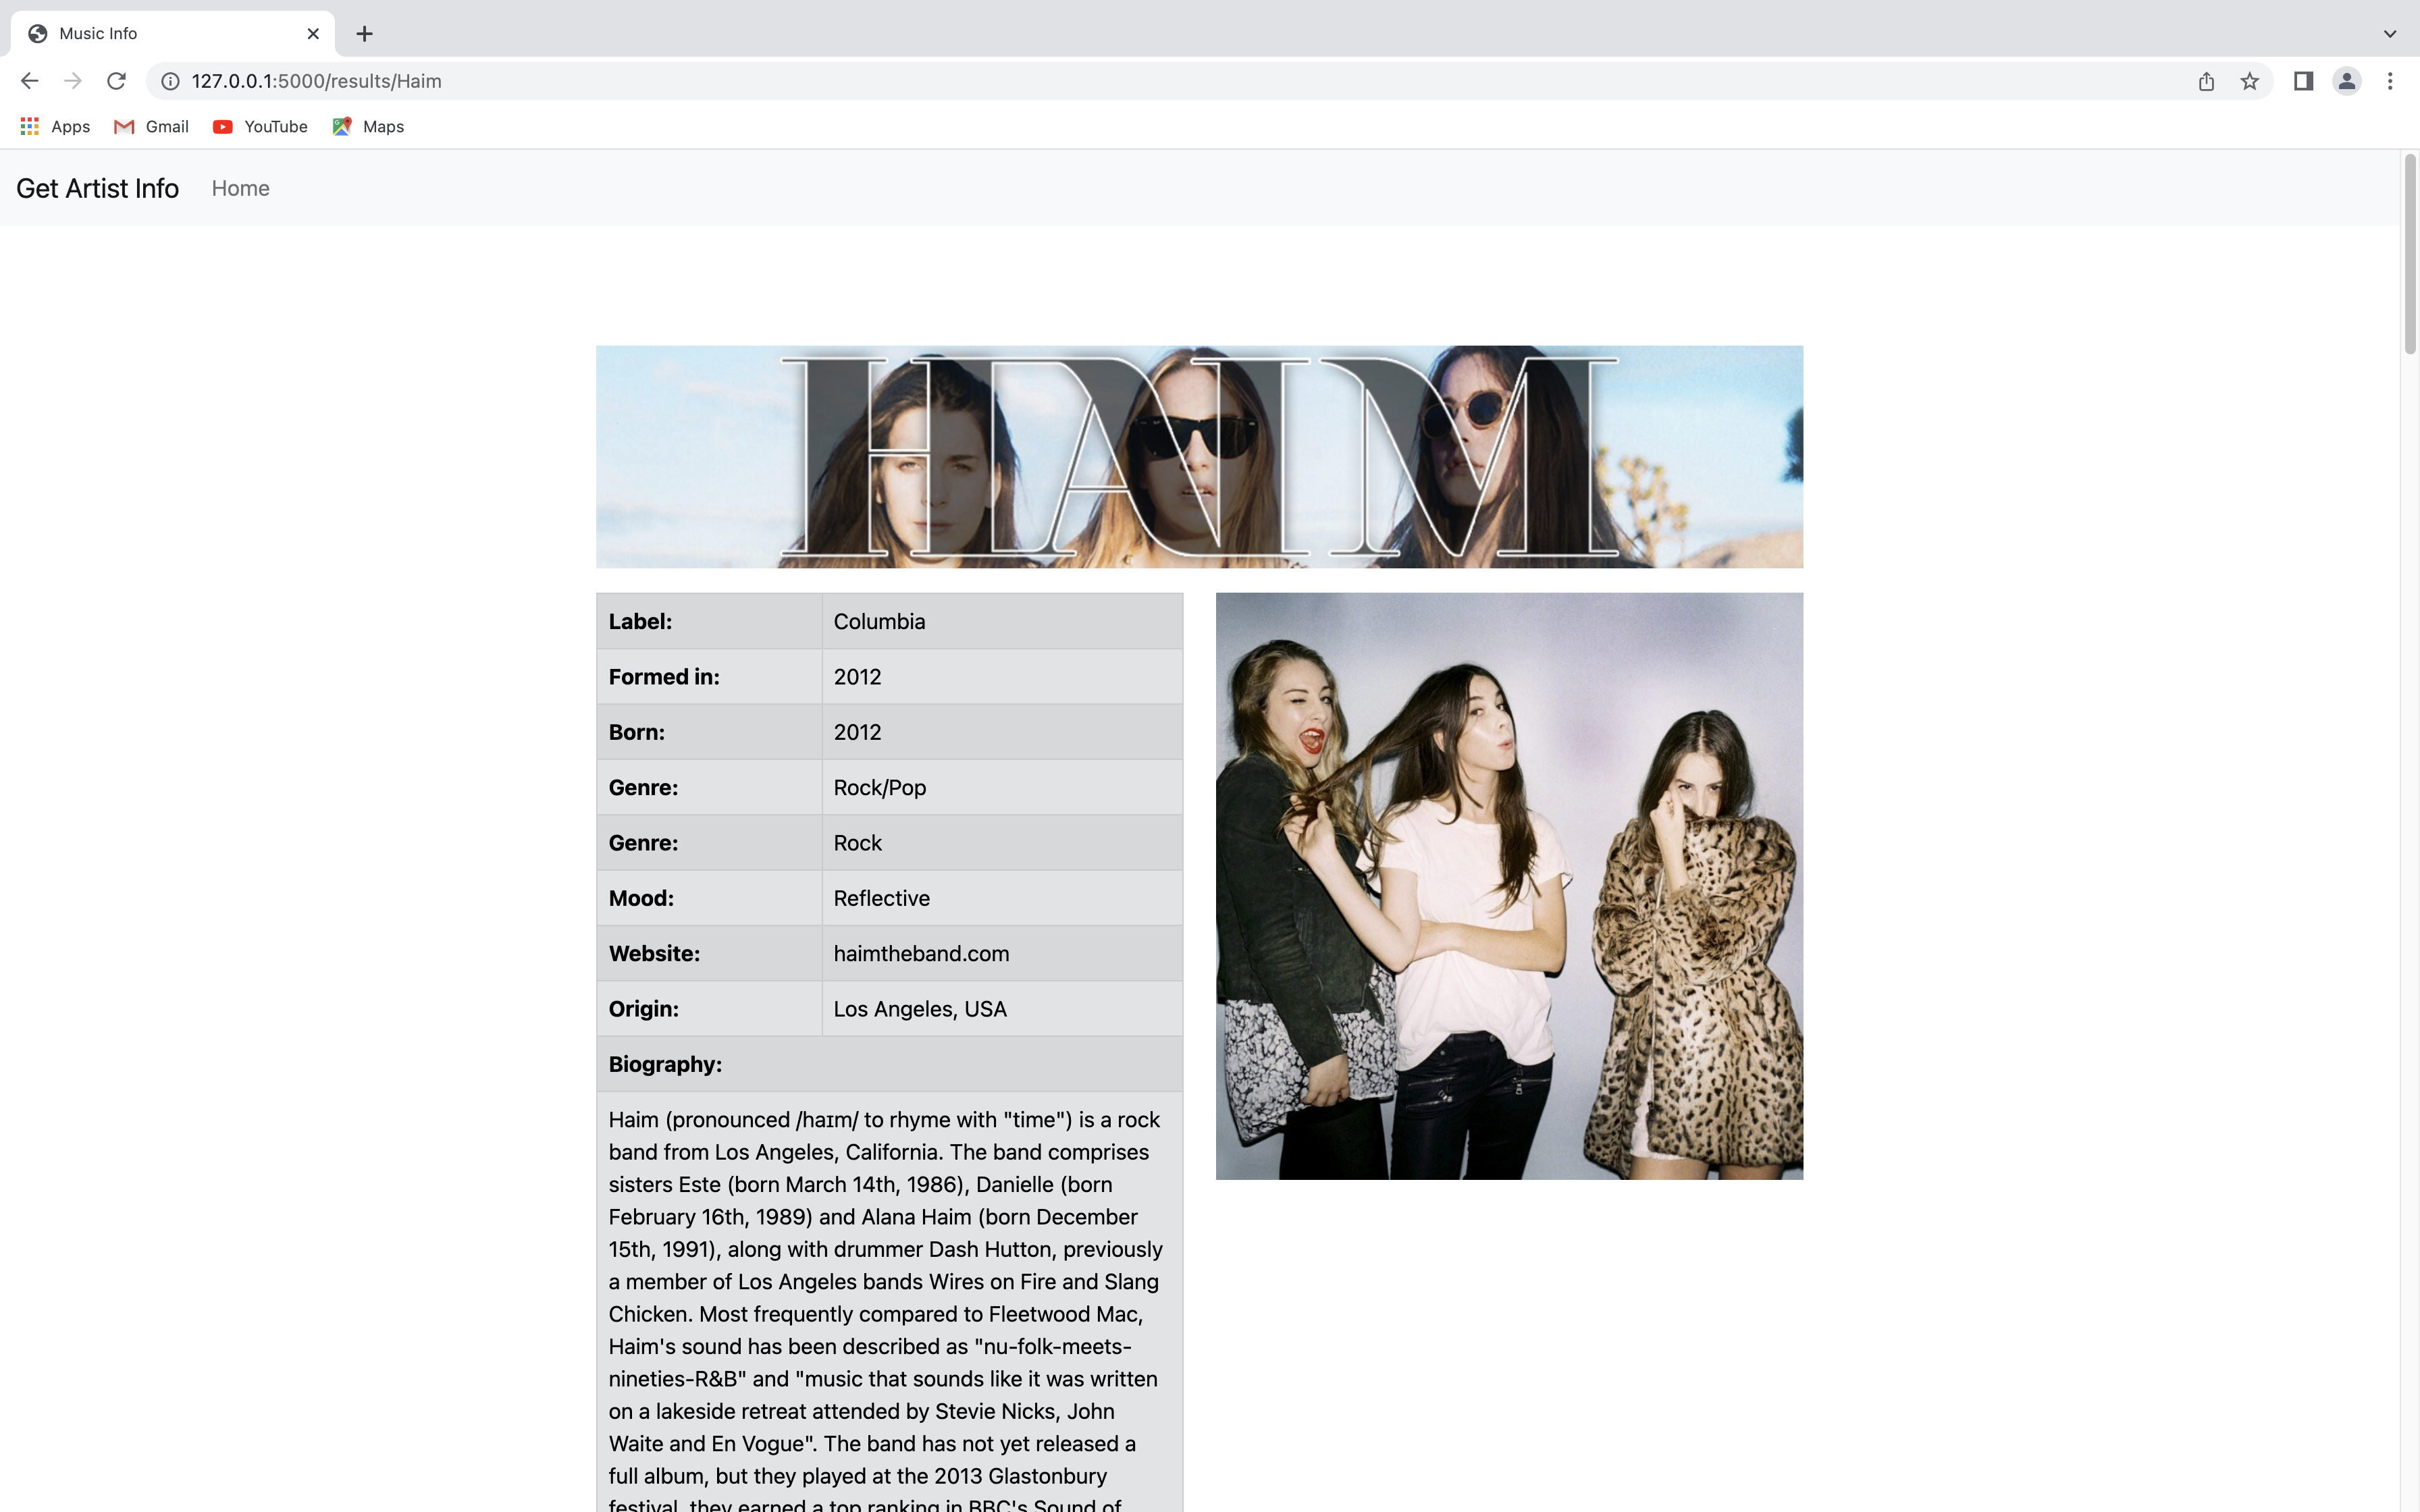 Music Info
127.0.0.1:5000/results/Haim
Apps Gmail YouTube Maps
Get Artist Info Home
HAIM
Label: Columbia
Formed in: 2012
Born: 2012
Genre: Rock/Pop
Genre: Rock
Mood: Reflective
Website: haimtheband.com
Origin: Los Angeles, USA
Biography:
Haim (pronounced /haɪm/ to rhyme with "time") is a rock
band from Los Angeles, California. The band comprises
sisters Este (born March 14th, 1986), Danielle (born
February 16th, 1989) and Alana Haim (born December
15th, 1991), along with drummer Dash Hutton, previously
a member of Los Angeles bands Wires on Fire and Slang
Chicken. Most frequently compared to Fleetwood Mac,
Haim's sound has been described as "nu-folk-meets-
nineties-R&B" and "music that sounds like it was written
on a lakeside retreat attended by Stevie Nicks, John
Waite and En Vogue". The band has not yet released a
full album, but they played at the 2013 Glastonbury
festival, they earned a top ranking in BBC's Sound of